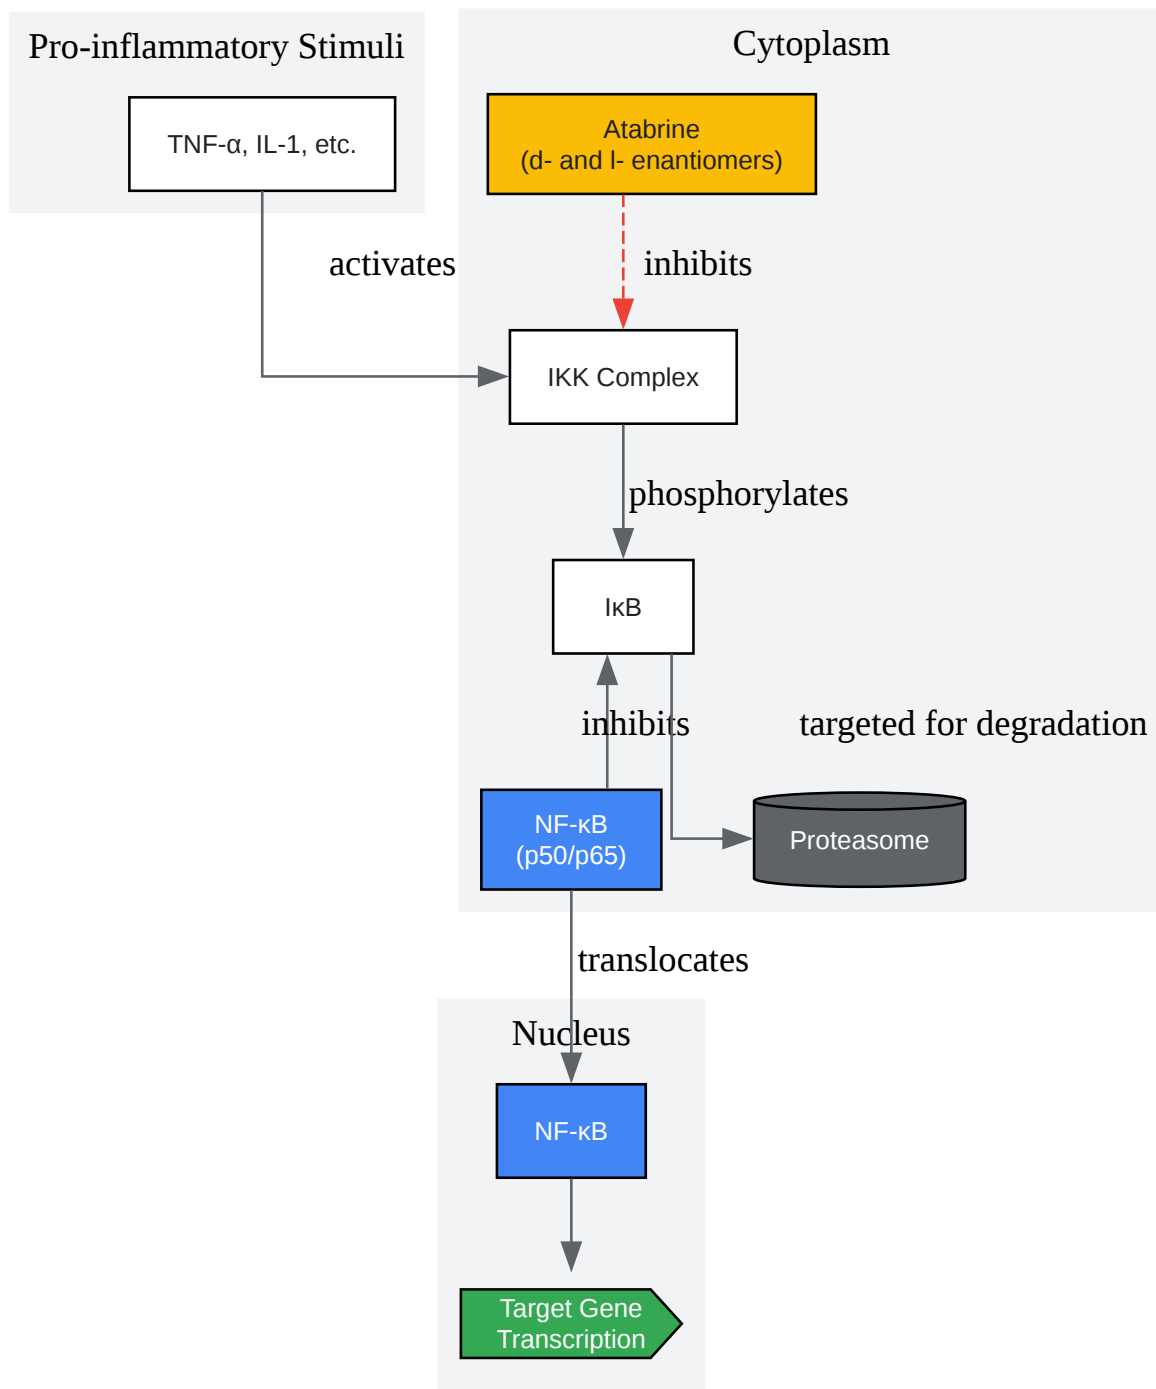 Pro-inflammatory Stimuli
Cytoplasm
TNF-α, IL-1, etc.
Atabrine
(d- and l- enantiomers)
activates
inhibits
IKK Complex
phosphorylates
IκB
inhibits
targeted for degradation
NF-κB
(p50/p65)
Proteasome
translocates
Nucleus
NF-κB
Target Gene
Transcription